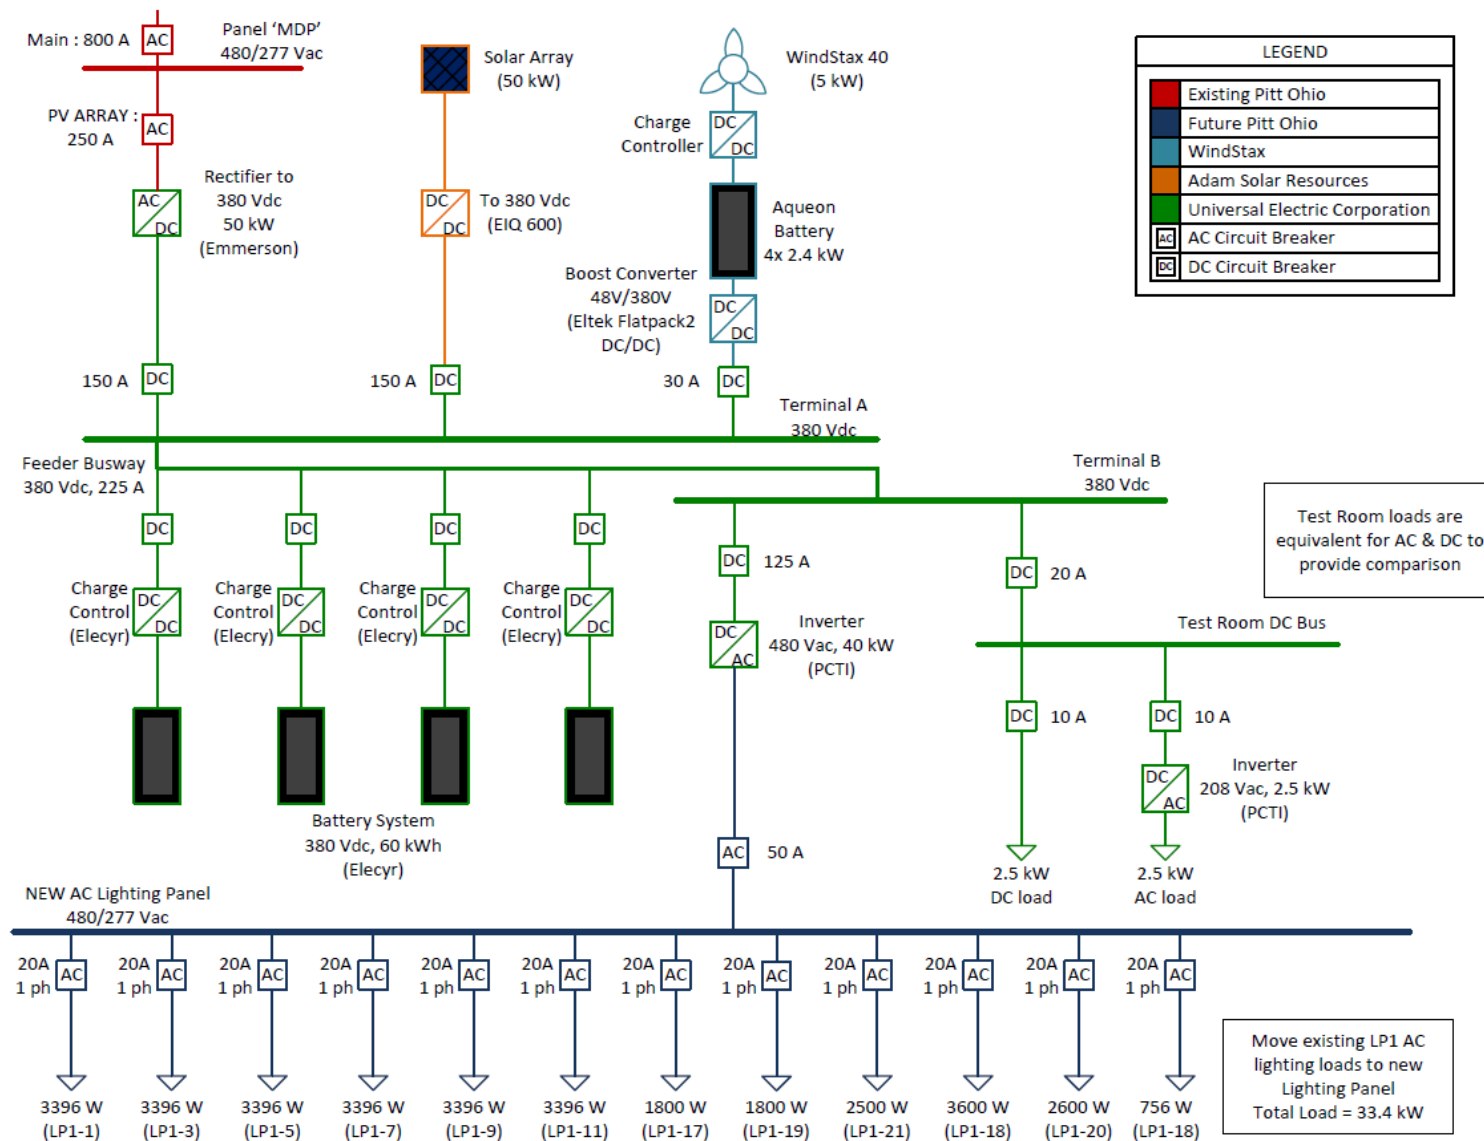 Main : 800 A
AC
Panel ‘MDP’
480/277 Vac
PV ARRAY :
250 A
AC
Rectifier to
380 Vdc
50 kW
(Emmerson)
AC
DC
150 A
DC
Solar Array
(50 kW)
DC
DC
To 380 Vdc
(EIQ 600)
150 A
DC
WindStax 40
(5 kW)
Charge
Controller
DC
DC
Aqueon
Battery
4x 2.4 kW
Boost Converter
48V/380V
(Eltek Flatpack2
DC/DC)
DC
DC
30 A
DC
LEGEND
Existing Pitt Ohio
Future Pitt Ohio
WindStax
Adam Solar Resources
Universal Electric Corporation
AC
AC Circuit Breaker
DC
DC Circuit Breaker
Terminal A
380 Vdc
Feeder Busway
380 Vdc, 225 A
Terminal B
380 Vdc
DC
DC
DC
DC
Charge
Control
(Elecyr)
DC
DC
Charge
Control
(Elecry)
DC
DC
Charge
Control
(Elecry)
DC
DC
Charge
Control
(Elecry)
DC
DC
Battery System
380 Vdc, 60 kWh
(Elecyr)
DC
125 A
DC
AC
Inverter
480 Vac, 40 kW
(PCTI)
AC
50 A
DC
20 A
Test Room loads are
equivalent for AC & DC to
provide comparison
Test Room DC Bus
DC
10 A
DC
10 A
DC
AC
Inverter
208 Vac, 2.5 kW
(PCTI)
2.5 kW
DC load
2.5 kW
AC load
NEW AC Lighting Panel
480/277 Vac
20A
1 ph
AC
20A
1 ph
AC
20A
1 ph
AC
20A
1 ph
AC
20A
1 ph
AC
20A
1 ph
AC
20A
1 ph
AC
20A
1 ph
AC
20A
1 ph
AC
20A
1 ph
AC
20A
1 ph
AC
20A
1 ph
AC
3396 W
(LP1-1)
3396 W
(LP1-3)
3396 W
(LP1-5)
3396 W
(LP1-7)
3396 W
(LP1-9)
3396 W
(LP1-11)
1800 W
(LP1-17)
1800 W
(LP1-19)
2500 W
(LP1-21)
3600 W
(LP1-18)
2600 W
(LP1-20)
756 W
(LP1-18)
Move existing LP1 AC
lighting loads to new
Lighting Panel
Total Load = 33.4 kW